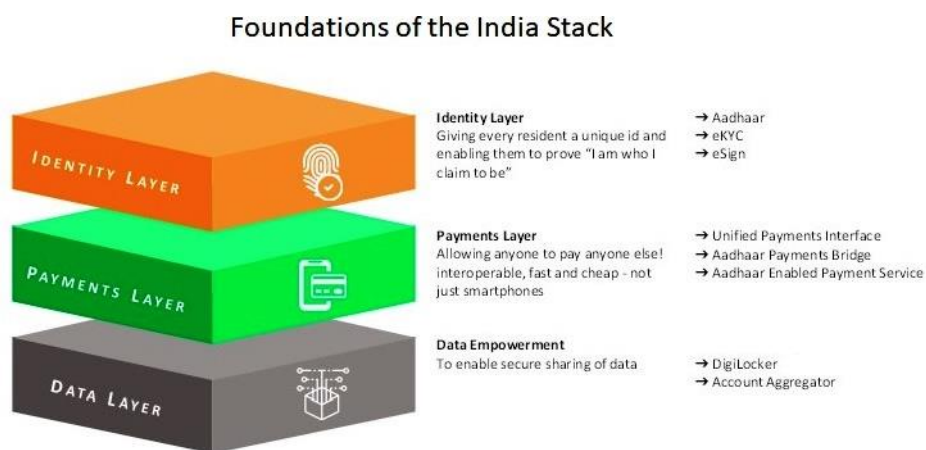 Foundations of the India Stack
IDENTITY LAYER
Identity Layer
Giving every resident a unique id and
enabling them to prove “I am who I
claim to be”
→ Aadhaar
→ eKYC
→ eSign
PAYMENTS LAYER
Payments Layer
Allowing anyone to pay anyone else!
interoperable, fast and cheap - not
just smartphones
→ Unified Payments Interface
→ Aadhaar Payments Bridge
→ Aadhaar Enabled Payment Service
DATA LAYER
Data Empowerment
To enable secure sharing of data
→ DigiLocker
→ Account Aggregator